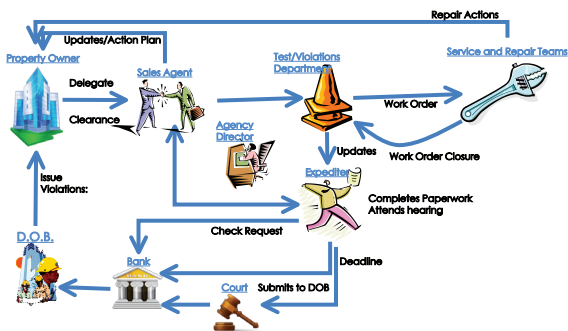 Repair Actions
Updates/Action Plan
Property Owner
Test/Violations
Department
Service and Repair Teams
Sales Agent
Delegate
Clearance
Work Order
Agency
Director
Updates
Work Order Closure
Expediter
Issue
Violations:
Completes Paperwork
Attends hearing
Check Request
D.O.B.
Bank
Deadline
Court
Submits to DOB